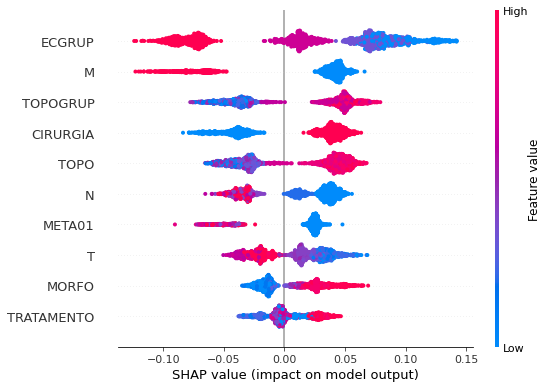 High
ECGRUP
M
TOPOGRUP
CIRURGIA
TOPO
N
META01
T
MORFO
TRATAMENTO
Feature value
Low
−0.10 −0.05 0.00 0.05 0.10 0.15
SHAP value (impact on model output)